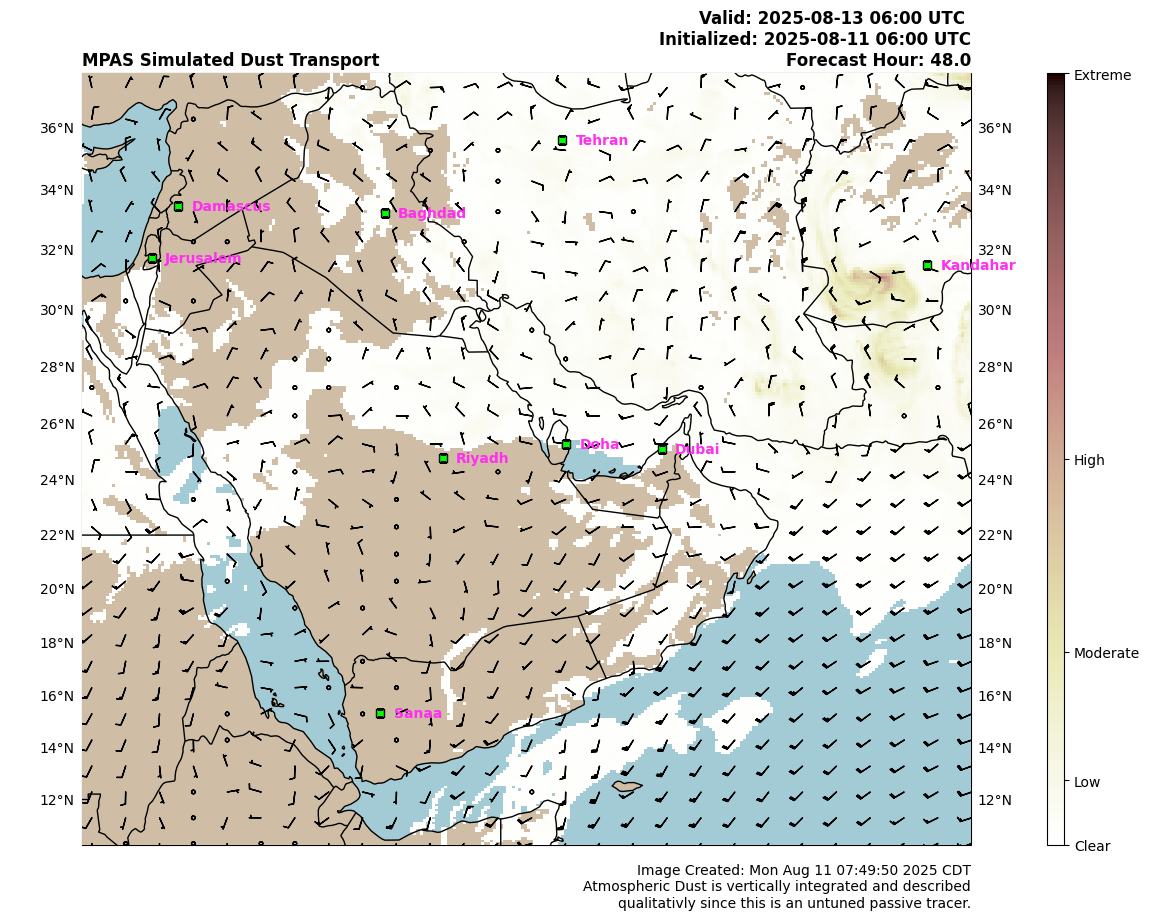 Valid: 2025-08-13 06:00 UTC
Initialized: 2025-08-11 06:00 UTC
MPAS Simulated Dust Transport
Forecast Hour: 48.0
Extreme
High
Moderate
Low
Clear
36°N
34°N
32°N
30°N
28°N
26°N
24°N
22°N
20°N
18°N
16°N
14°N
12°N
36°N
34°N
32°N
30°N
28°N
26°N
24°N
22°N
20°N
18°N
16°N
14°N
12°N
Tehran
Damascus
Baghdad
Jerusalem
Kandahar
Doha
Dubai
Riyadh
Sanaa
Image Created: Mon Aug 11 07:49:50 2025 CDT
Atmospheric Dust is vertically integrated and described
qualitativly since this is an untuned passive tracer.